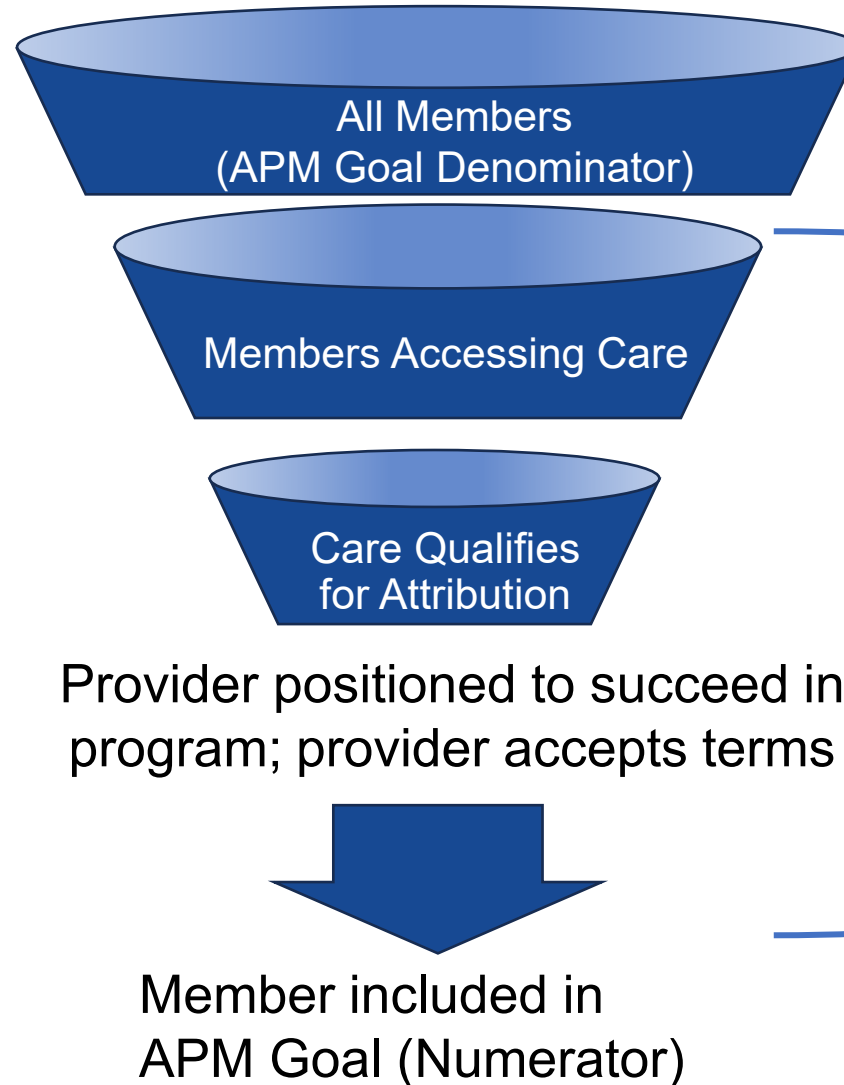 All Members
(APM Goal Denominator)
Members Accessing Care
Care Qualifies
for Attribution
Provider positioned to succeed in
program; provider accepts terms
Member included in
APM Goal (Numerator)